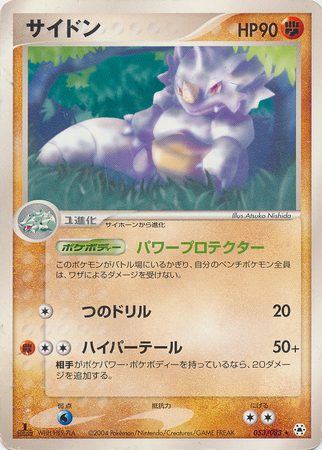 サイドン
HP90
Illus. Atsuko Nishida
1進化
サイホーンから進化
ポケボディー パワープロテクター
このポケモンがバトル場にいるかぎり、自分のベンチポケモン全員
は、ワザによるダメージを受けない。
つのドリル 20
ハイパーテール 50+
相手がポケパワー・ポケボディーを持っているなら、20ダメー
ジを追加する。
弱点 抵抗力 にげる
©2004 Pokémon/Nintendo/Creatures/GAME FREAK
053/083